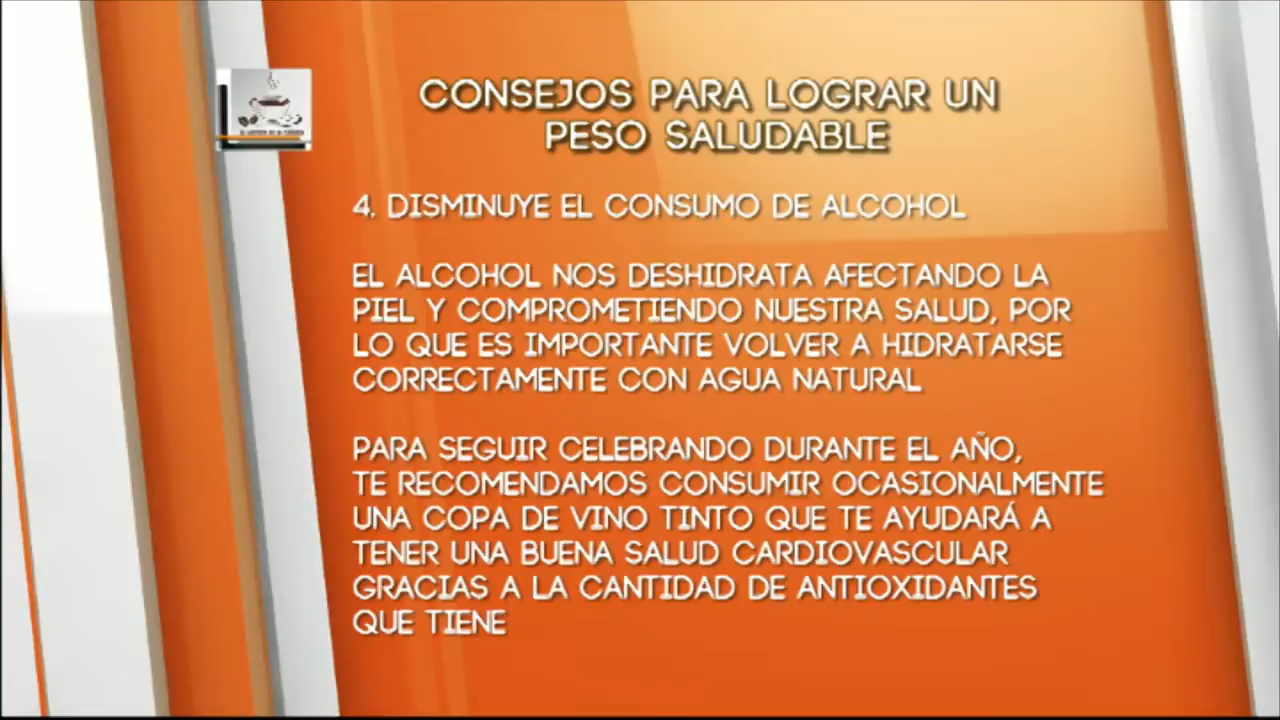 CONSEJOS PARA LOGRAR UN
PESO SALUDABLE
4. DISMINUYE EL CONSUMO DE ALCOHOL
EL ALCOHOL NOS DESHIDRATA AFECTANDO LA
PIEL Y COMPROMETIENDO NUESTRA SALUD, POR
LO QUE ES IMPORTANTE VOLVER A HIDRATARSE
CORRECTAMENTE CON AGUA NATURAL
PARA SEGUIR CELEBRANDO DURANTE EL AÑO,
TE RECOMENDAMOS CONSUMIR OCASIONALMENTE
UNA COPA DE VINO TINTO QUE TE AYUDARÁ A
TENER UNA BUENA SALUD CARDIOVASCULAR
GRACIAS A LA CANTIDAD DE ANTIOXIDANTES
QUE TIENE